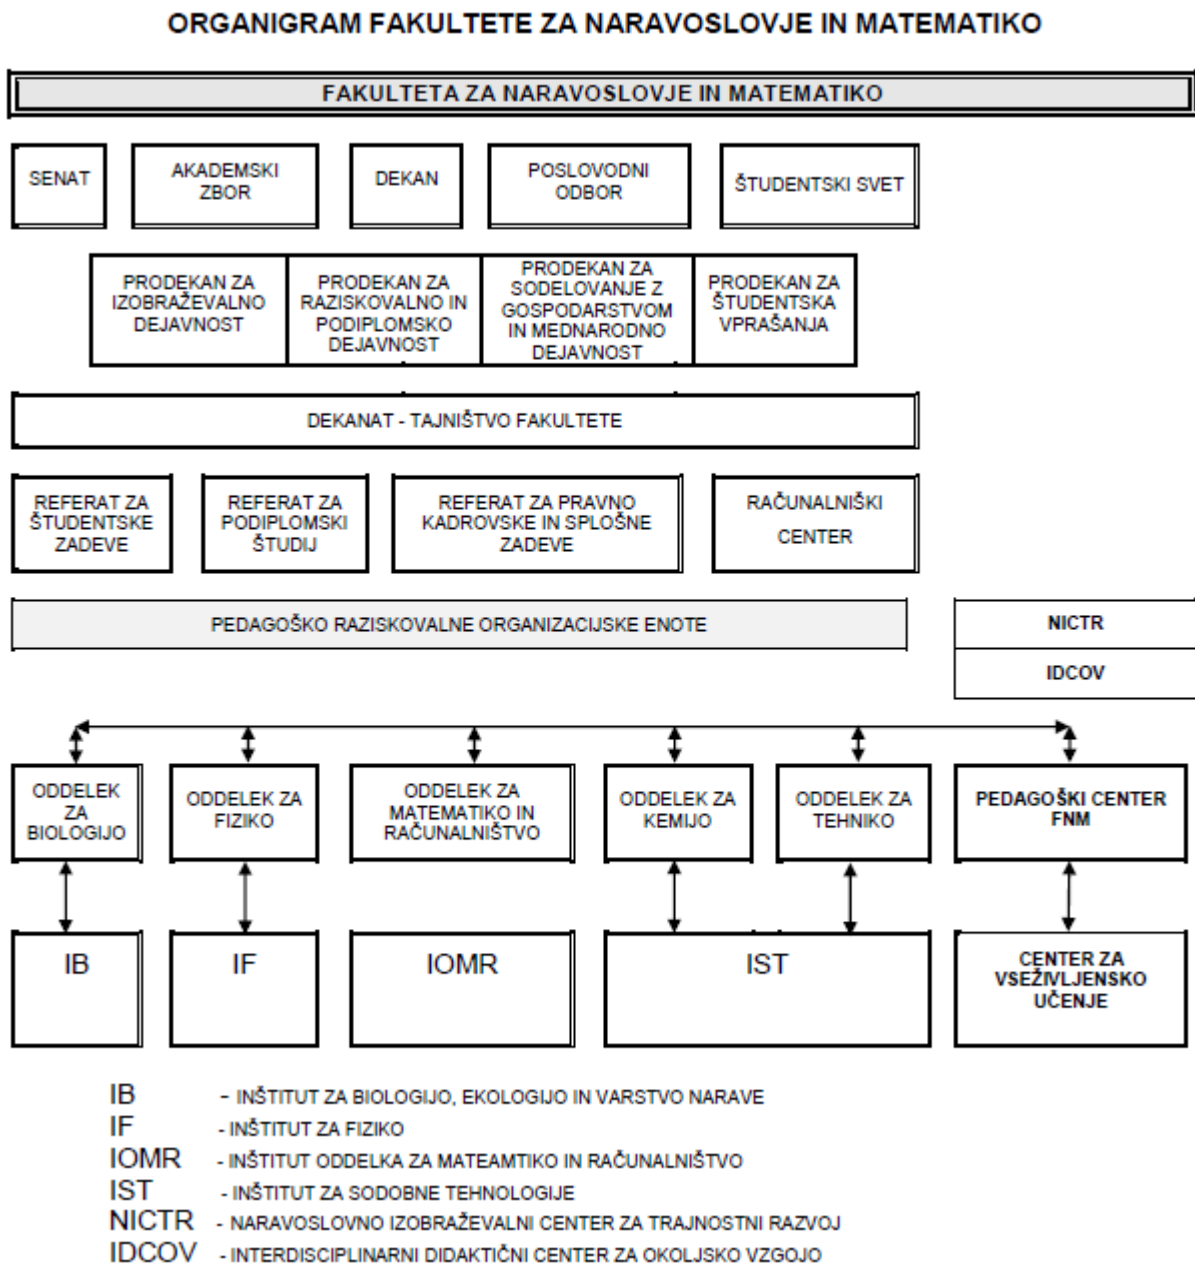 ORGANIGRAM FAKULTETE ZA NARAVOSLOVJE IN MATEMATIKO
FAKULTETA ZA NARAVOSLOVJE IN MATEMATIKO
SENAT
AKADEMSKI
ZBOR
DEKAN
POSLOVODNI
ODBOR
ŠTUDENTSKI SVET
PRODEKAN ZA
IZOBRAŽEVALNO
DEJAVNOST
PRODEKAN ZA
RAZISKOVALNO IN
PODIPLOMSKO
DEJAVNOST
PRODEKAN ZA
SODELOVANJE Z
GOSPODARSTVOM
IN MEDNARODNO
DEJAVNOST
PRODEKAN ZA
ŠTUDENTSKA
VPRAŠANJA
DEKANAT - TAJNIŠTVO FAKULTETE
REFERAT ZA
ŠTUDENTSKE
ZADEVE
REFERAT ZA
PODIPLOMSKI
ŠTUDIJ
REFERAT ZA PRAVNO
KADROVSKE IN SPLOŠNE
ZADEVE
RAČUNALNIŠKI
CENTER
PEDAGOŠKO RAZISKOVALNE ORGANIZACIJSKE ENOTE
NICTR
IDCOV
ODDELEK
ZA
BIOLOGIJO
ODDELEK ZA
FIZIKO
ODDELEK ZA
MATEMATIKO IN
RAČUNALNIŠTVO
ODDELEK ZA
KEMIJO
ODDELEK ZA
TEHNIKO
PEDAGOŠKI CENTER
FNM
IB
IF
IOMR
IST
CENTER ZA
VSEŽIVLJENSKO
UČENJE
IB - INŠTITUT ZA BIOLOGIJO, EKOLOGIJO IN VARSTVO NARAVE
IF - INŠTITUT ZA FIZIKO
IOMR - INŠTITUT ODDELKA ZA MATEAMTIKO IN RAČUNALNIŠTVO
IST - INŠTITUT ZA SODOBNE TEHNOLOGIJE
NICTR - NARAVOSLOVNO IZOBRAŽEVALNI CENTER ZA TRAJNOSTNI RAZVOJ
IDCOV - INTERDISCIPLINARNI DIDAKTIČNI CENTER ZA OKOLJSKO VZGOJO